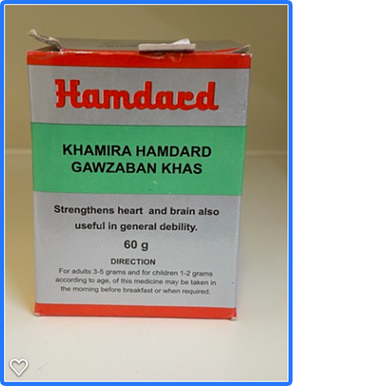 Hamdard
KHAMIRA HAMDARD
GAWZABAN KHAS
Strengthens heart and brain also
useful in general debility.
60 g
DIRECTION
For adults 3-5 grams and for children 1-2 grams
according to age, of this medicine may be taken in
the morning before breakfast or when required.